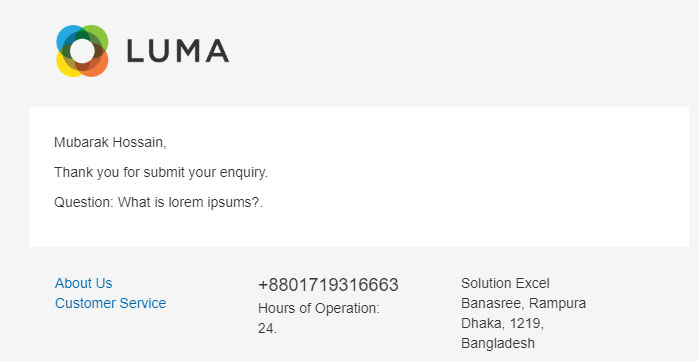 LUMA
Mubarak Hossain,
Thank you for submit your enquiry.
Question: What is lorem ipsums?.
About Us
Customer Service
+8801719316663
Hours of Operation:
24.
Solution Excel
Banasree, Rampura
Dhaka, 1219,
Bangladesh